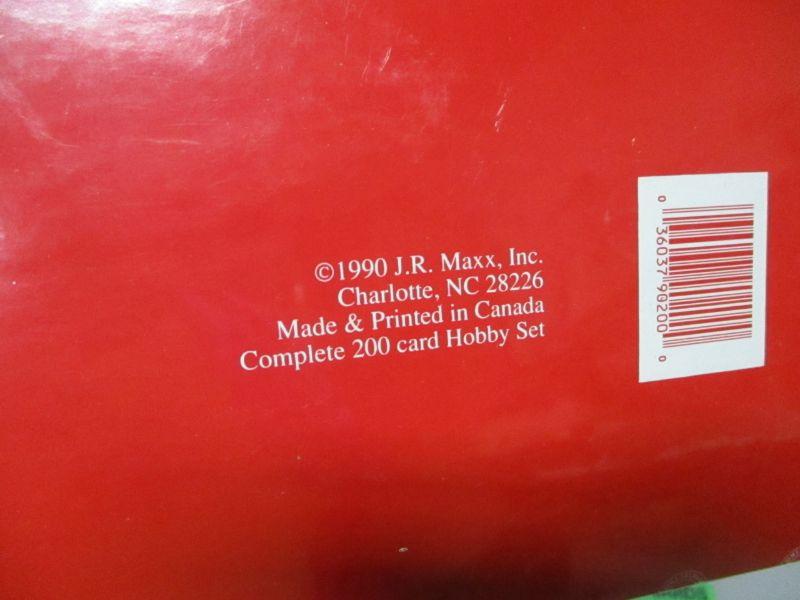 ©1990 J.R. Maxx, Inc.
Charlotte, NC 28226
Made & Printed in Canada
Complete 200 card Hobby Set
0 36037 90200 0